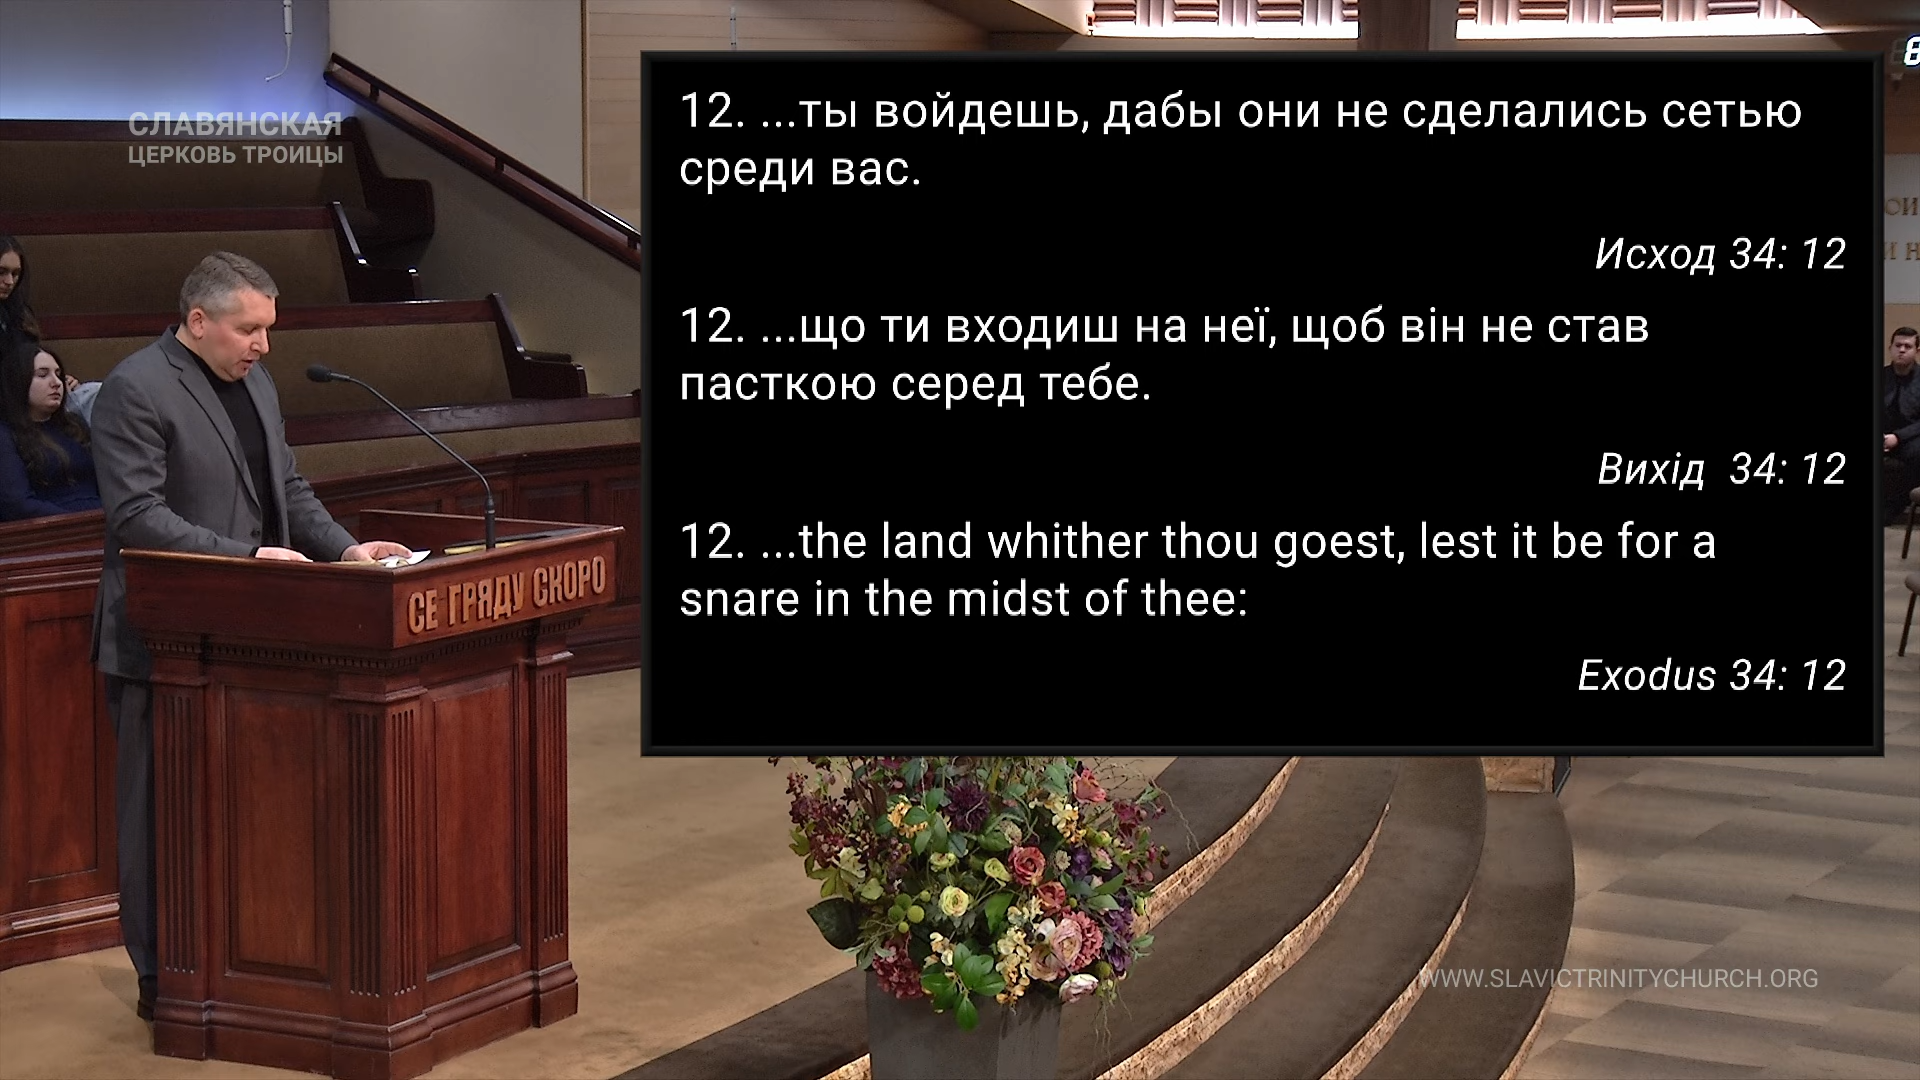 СЛАВЯНСКАЯ
ЦЕРКОВЬ ТРОИЦЫ
12. ...ты войдешь, дабы они не сделались сетью
среди вас.
Исход 34: 12
12. ...що ти входиш на неї, щоб він не став
пасткою серед тебе.
Вихід 34: 12
12. ...the land whither thou goest, lest it be for a
snare in the midst of thee:
Exodus 34: 12
СЕ ГРЯДУ СКОРО
WWW.SLAVICTRINITYCHURCH.ORG